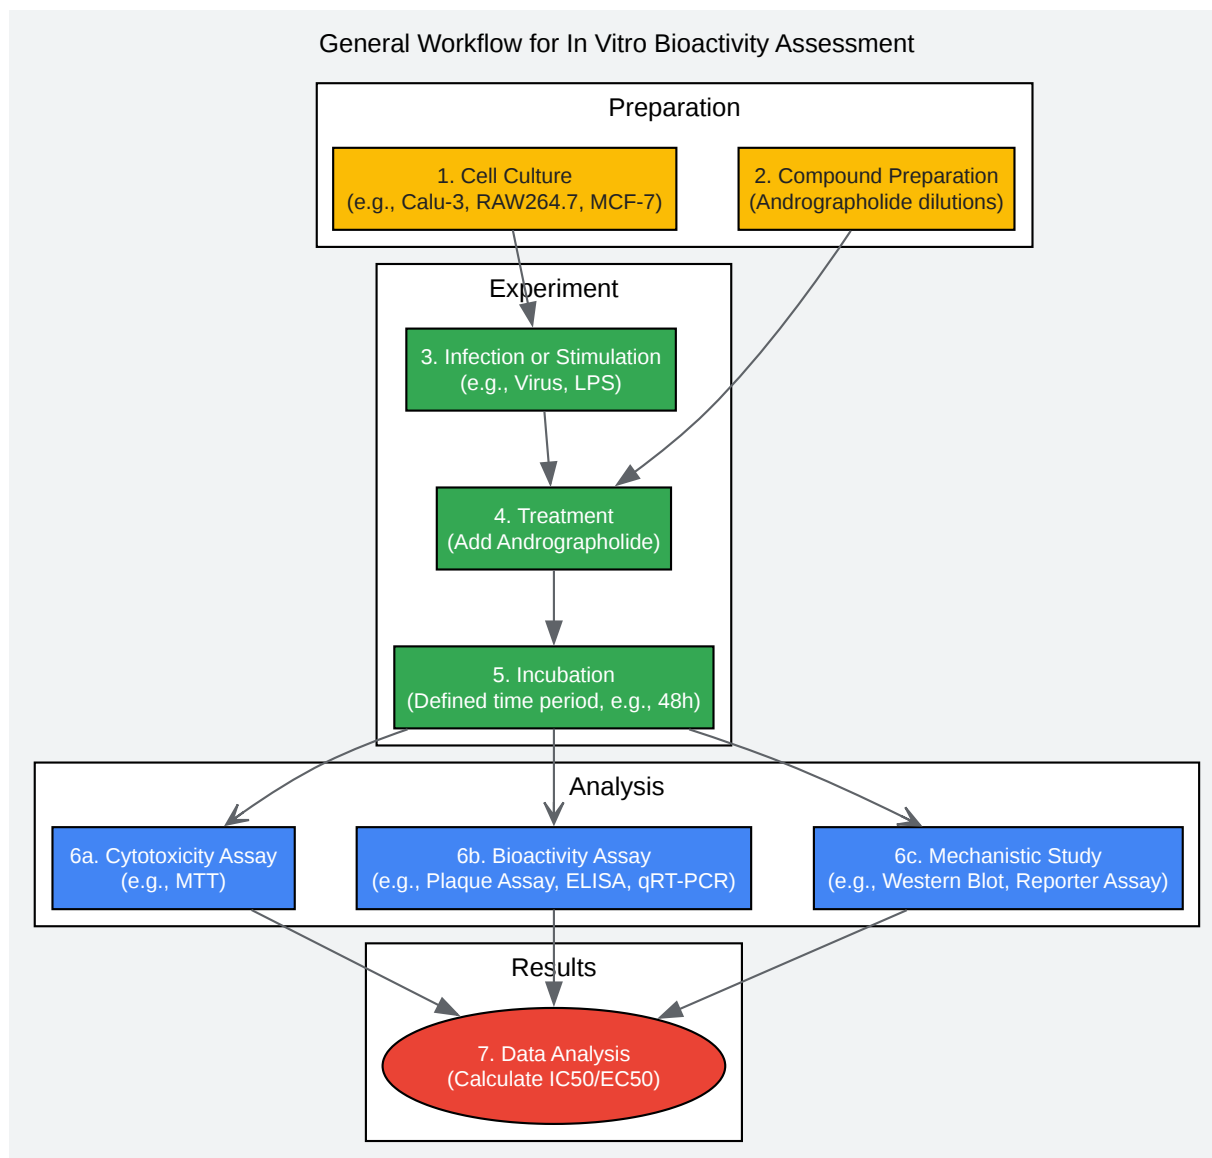 General Workflow for In Vitro Bioactivity Assessment
Preparation
1. Cell Culture
(e.g., Calu-3, RAW264.7, MCF-7)
2. Compound Preparation
(Andrographolide dilutions)
Experiment
3. Infection or Stimulation
(e.g., Virus, LPS)
4. Treatment
(Add Andrographolide)
5. Incubation
(Defined time period, e.g., 48h)
Analysis
6a. Cytotoxicity Assay
(e.g., MTT)
6b. Bioactivity Assay
(e.g., Plaque Assay, ELISA, qRT-PCR)
6c. Mechanistic Study
(e.g., Western Blot, Reporter Assay)
Results
7. Data Analysis
(Calculate IC50/EC50)